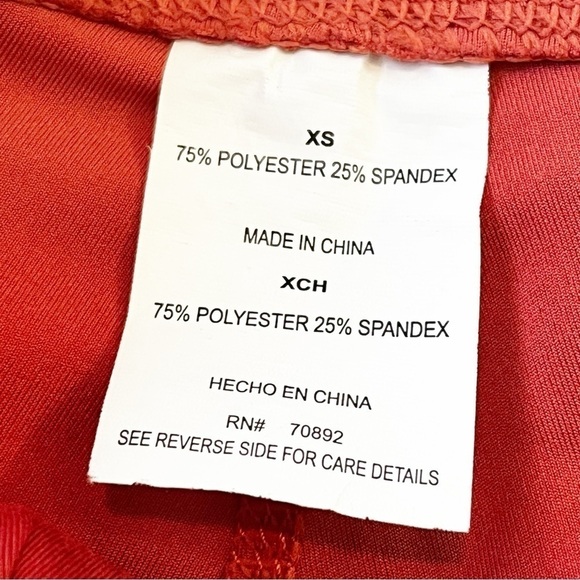 XS
75% POLYESTER 25% SPANDEX
MADE IN CHINA
XCH
75% POLYESTER 25% SPANDEX
HECHO EN CHINA
RN# 70892
SEE REVERSE SIDE FOR CARE DETAILS